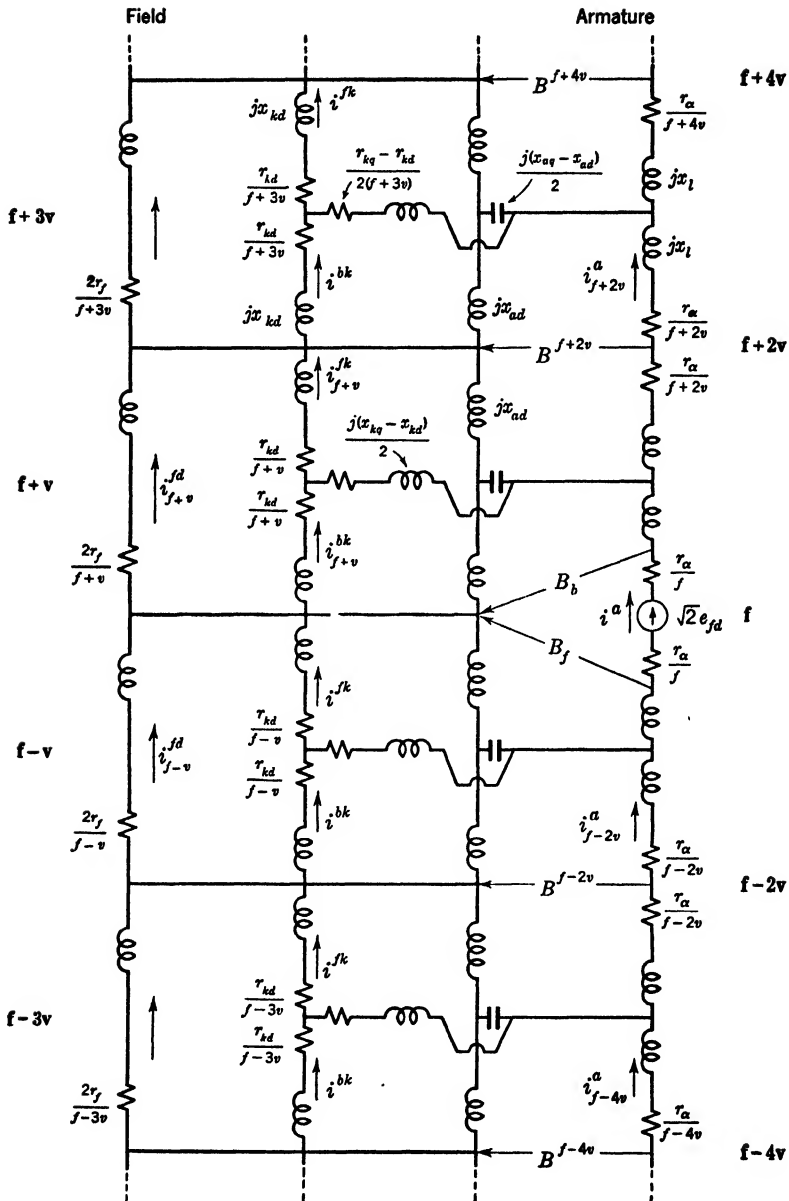 Field Armature
B^{f+4v} f+4v
jx_{kd} i^{fk} r_α/(f+4v)
(r_{kq} − r_{kd})/(2(f+3v)) j(x_{aq} − x_{ad})/2
r_{kd}/(f+3v) jx_l
f+3v
r_{kd}/(f+3v) jx_l
i^{bk} i^a_{f+2v}
2r_f/(f+3v) jx_{kd} jx_{ad} r_α/(f+2v)
B^{f+2v} f+2v
i^{fk}_{f+v} r_α/(f+2v)
j(x_{kq} − x_{kd})/2 jx_{ad}
r_{kd}/(f+v)
f+v i^{fd}_{f+v}
r_{kd}/(f+v)
2r_f/(f+v) i^{bk}_{f+v} B_b r_α/f
i^a √2 e_{fd} f
B_f r_α/f
i^{fk}
r_{kd}/(f−v)
f−v i^{fd}_{f−v}
r_{kd}/(f−v)
2r_f/(f−v) i^{bk} i^a_{f−2v}
r_α/(f−2v)
B^{f−2v} f−2v
r_α/(f−2v)
i^{fk}
r_{kd}/(f−3v)
f−3v
r_{kd}/(f−3v)
2r_f/(f−3v) i^{bk} i^a_{f−4v}
r_α/(f−4v)
B^{f−4v} f−4v